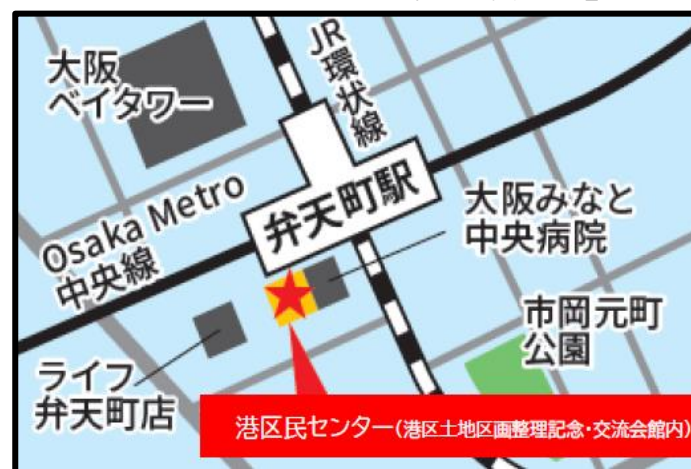 大阪
ベイタワー
JR環状線
Osaka Metro
中央線
弁天町駅
大阪みなと
中央病院
市岡元町
公園
ライフ
弁天町店
港区民センター(港区土地区画整理記念・交流会館内)